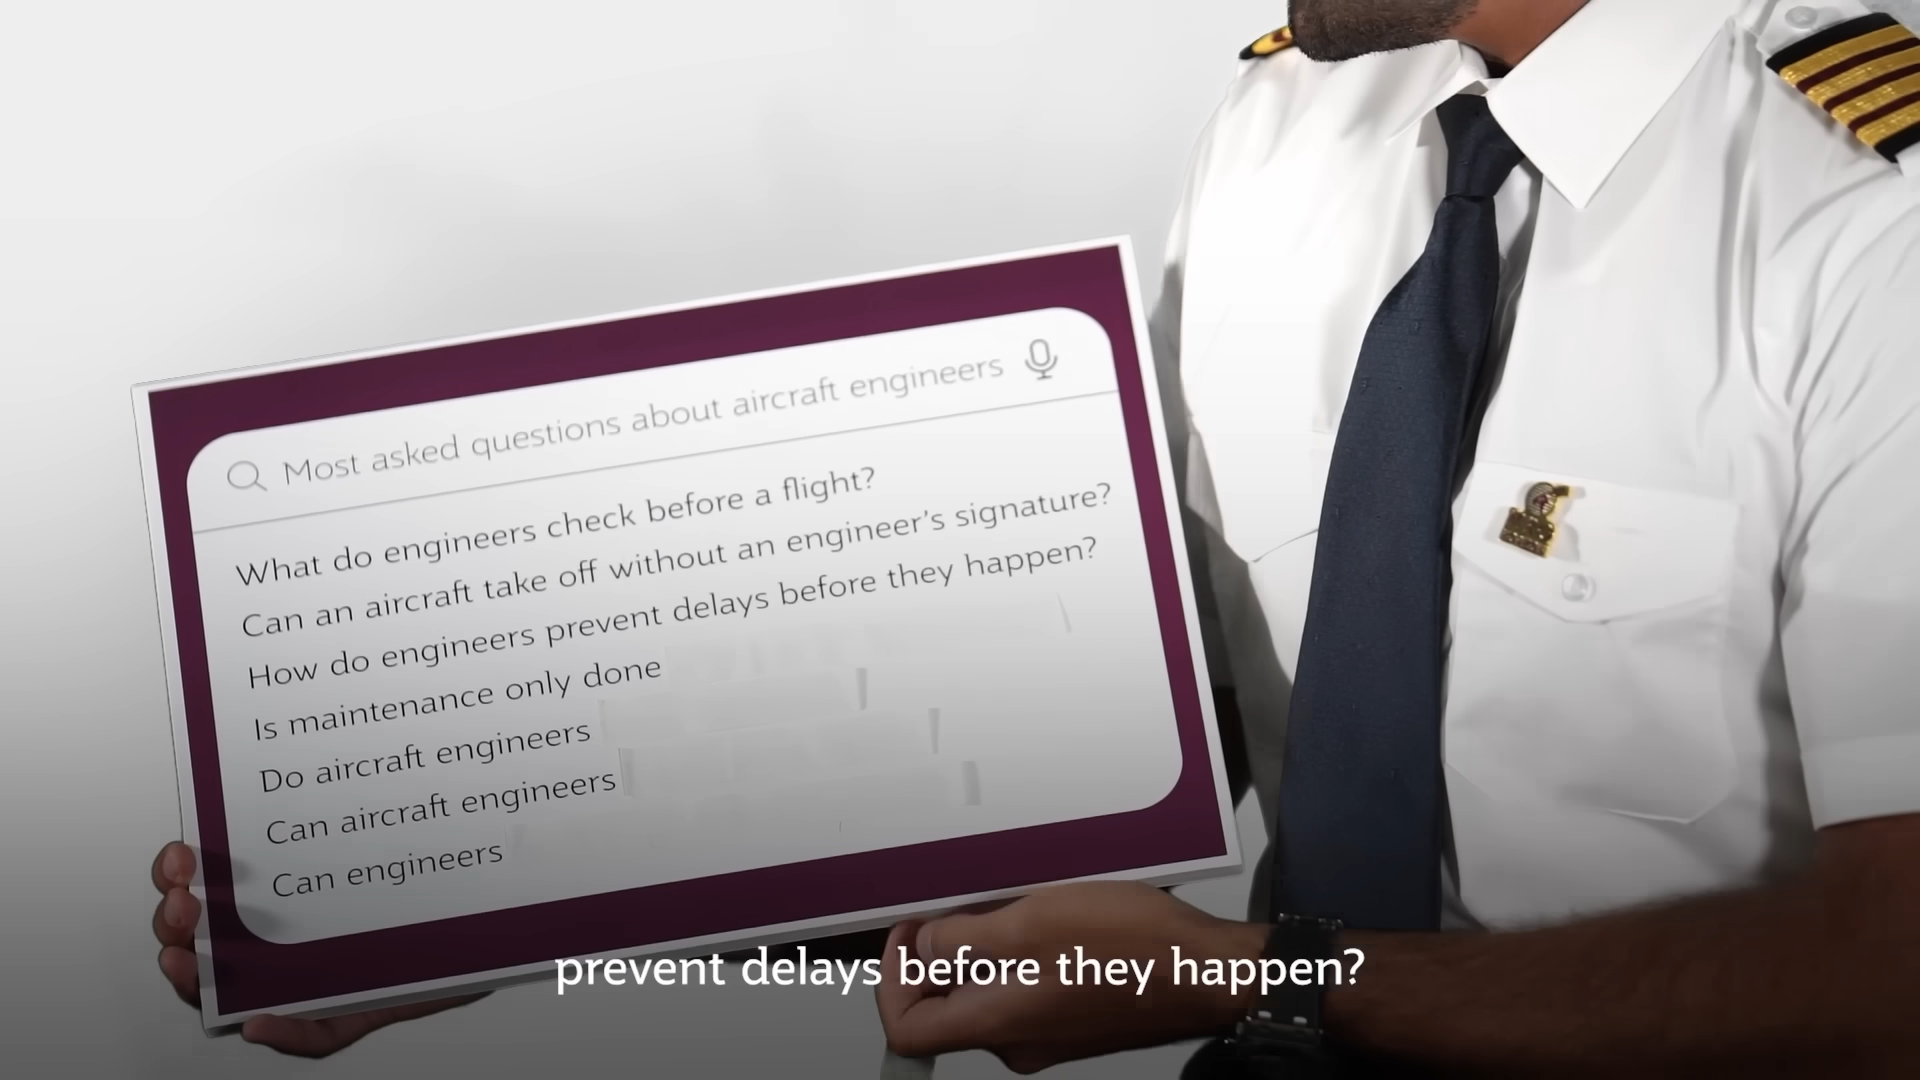 Most asked questions about aircraft engineers
What do engineers check before a flight?
Can an aircraft take off without an engineer's signature?
How do engineers prevent delays before they happen?
Is maintenance only done
Do aircraft engineers
Can aircraft engineers
Can engineers
prevent delays before they happen?